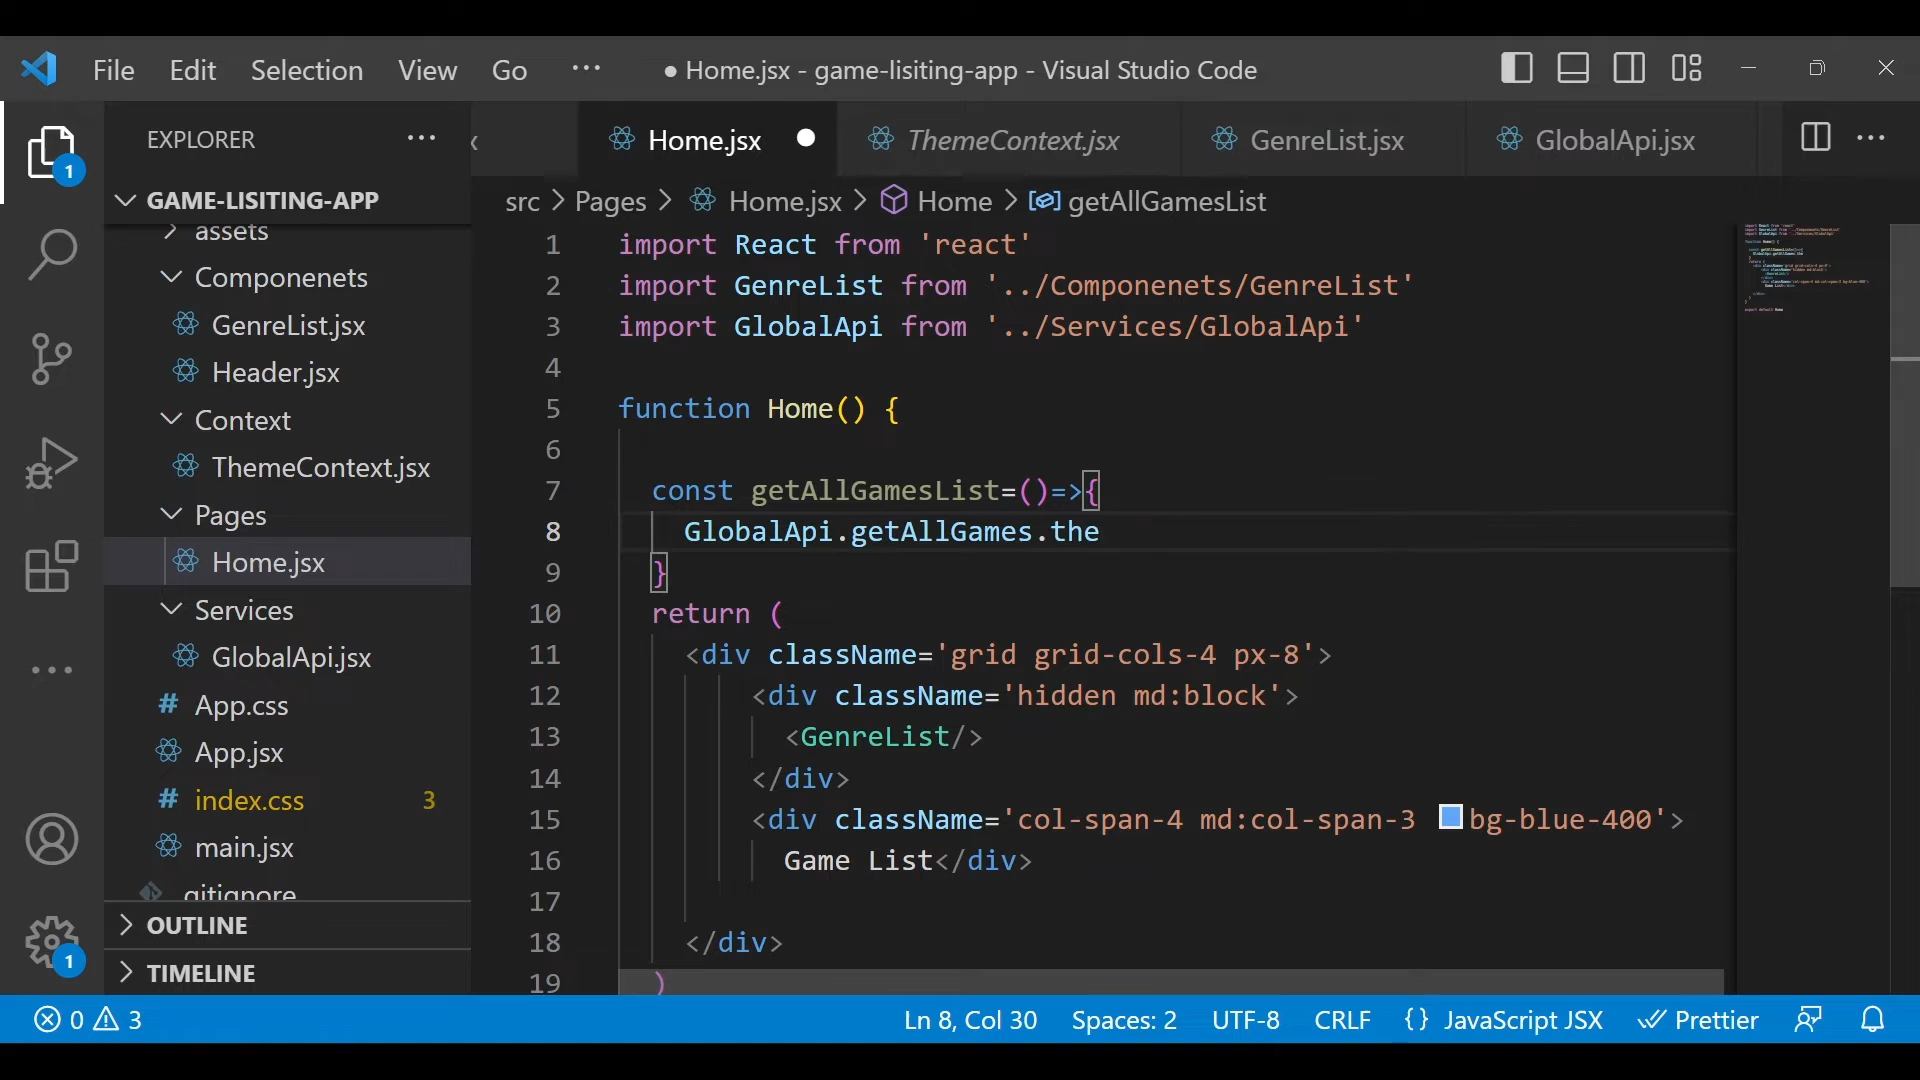 File Edit Selection View Go ··· ● Home.jsx - game-lisiting-app - Visual Studio Code
EXPLORER ···
x Home.jsx ● ThemeContext.jsx GenreList.jsx GlobalApi.jsx ···
GAME-LISITING-APP
src > Pages > Home.jsx > Home > getAllGamesList
assets
Componenets
GenreList.jsx
Header.jsx
Context
ThemeContext.jsx
Pages
Home.jsx
Services
GlobalApi.jsx
# App.css
App.jsx
# index.css 3
main.jsx
.gitignore
OUTLINE
TIMELINE
1
1
1 import React from 'react'
2 import GenreList from '../Componenets/GenreList'
3 import GlobalApi from '../Services/GlobalApi'
4
5 function Home() {
6
7 const getAllGamesList=()=>{
8 GlobalApi.getAllGames.the
9 }
10 return (
11 <div className='grid grid-cols-4 px-8'>
12 <div className='hidden md:block'>
13 <GenreList/>
14 </div>
15 <div className='col-span-4 md:col-span-3 bg-blue-400'>
16 Game List</div>
17
18 </div>
19 )
0 3 Ln 8, Col 30 Spaces: 2 UTF-8 CRLF {} JavaScript JSX Prettier